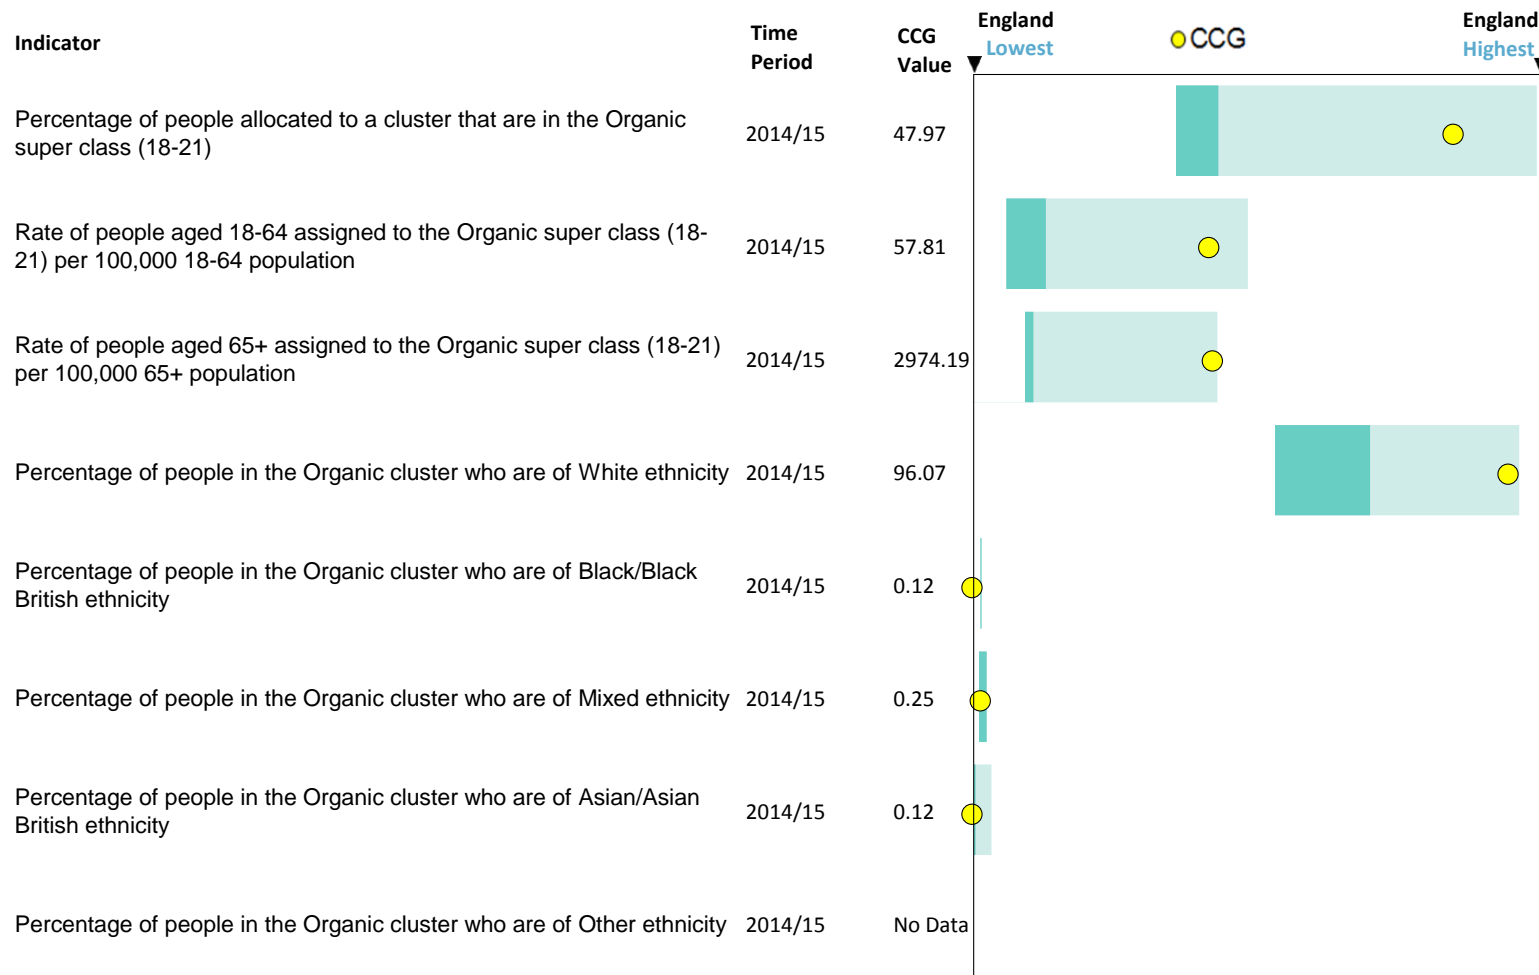 Indicator
Time
Period
CCG
Value
England
Lowest
CCG
England
Highest
Percentage of people allocated to a cluster that are in the Organic
super class (18-21)
2014/15
47.97
Rate of people aged 18-64 assigned to the Organic super class (18-
21) per 100,000 18-64 population
2014/15
57.81
Rate of people aged 65+ assigned to the Organic super class (18-21)
per 100,000 65+ population
2014/15
2974.19
Percentage of people in the Organic cluster who are of White ethnicity
2014/15
96.07
Percentage of people in the Organic cluster who are of Black/Black
British ethnicity
2014/15
0.12
Percentage of people in the Organic cluster who are of Mixed ethnicity
2014/15
0.25
Percentage of people in the Organic cluster who are of Asian/Asian
British ethnicity
2014/15
0.12
Percentage of people in the Organic cluster who are of Other ethnicity
2014/15
No Data